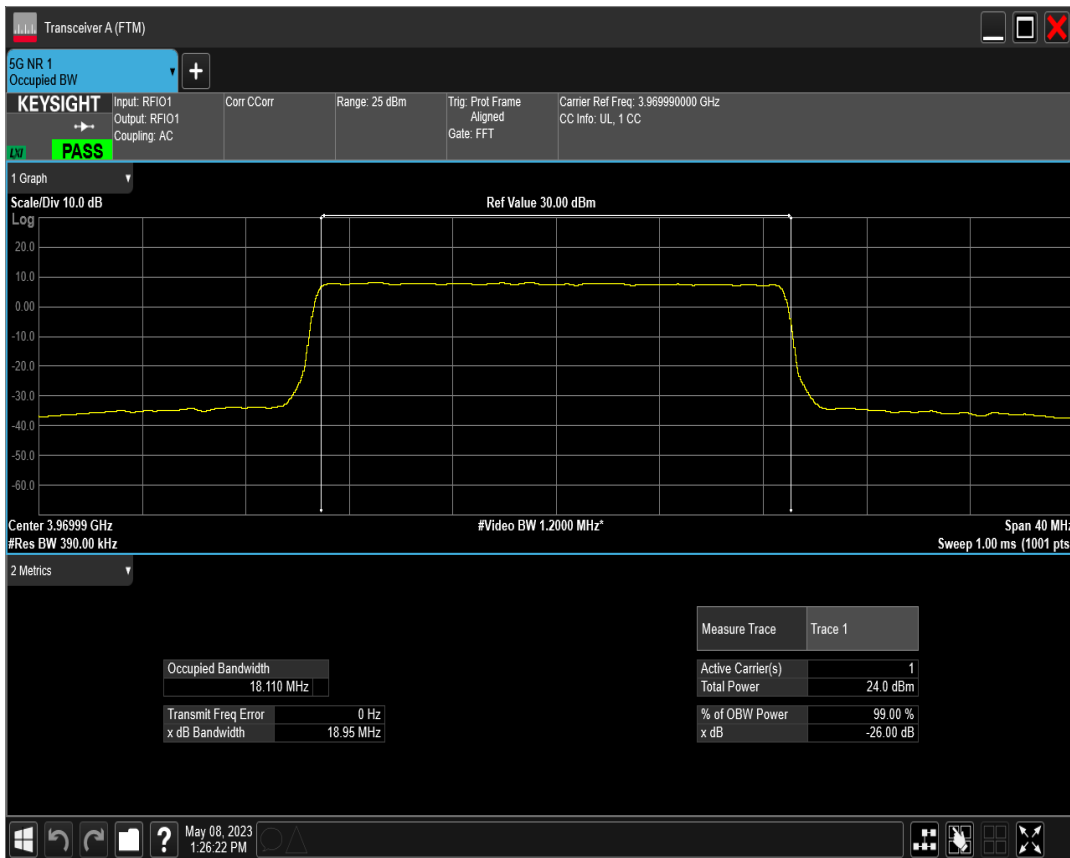 Transceiver A (FTM)
5G NR 1
Occupied BW
+
KEYSIGHT
LXI
PASS
Input: RFIO1
Output: RFIO1
Coupling: AC
Corr CCorr
Range: 25 dBm
Trig: Prot Frame
Aligned
Gate: FFT
Carrier Ref Freq: 3.969990000 GHz
CC Info: UL, 1 CC
1 Graph
Scale/Div 10.0 dB
Ref Value 30.00 dBm
Log
20.0
10.0
0.00
-10.0
-20.0
-30.0
-40.0
-50.0
-60.0
Center 3.96999 GHz
#Video BW 1.2000 MHz*
Span 40 MHz
#Res BW 390.00 kHz
Sweep 1.00 ms (1001 pts
2 Metrics
Measure Trace Trace 1
Occupied Bandwidth
18.110 MHz
Active Carrier(s) 1
Total Power 24.0 dBm
Transmit Freq Error 0 Hz
x dB Bandwidth 18.95 MHz
% of OBW Power 99.00 %
x dB -26.00 dB
?
May 08, 2023
1:26:22 PM